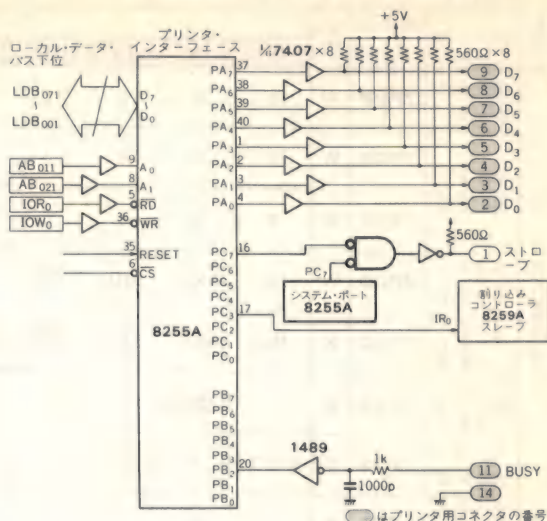 +5V
プリンタ・
インターフェース
ローカル・データ・
バス下位
LDB071
〜
LDB001
D7
〜
D0
AB011
AB021
IOR0
IOW0
9
8
5
36
A0
A1
RD
WR
35
RESET
6
CS
8255A
1/6 7407×8
560Ω×8
PA7
37
PA6
38
PA5
39
PA4
40
PA3
1
PA2
2
PA1
3
PA0
4
9
D7
8
D6
7
D5
6
D4
5
D3
4
D2
3
D1
2
D0
PC7
16
PC6
PC5
PC4
PC3
17
PC2
PC1
PC0
PC7
システム・ポート
8255A
560Ω
1
ストロ
ーブ
IR0
割り込み
コントローラ
8259A
スレーブ
PB7
PB6
PB5
PB4
PB3
PB2
20
PB1
PB0
1489
1k
1000p
11
BUSY
14
はプリンタ用コネクタの番号